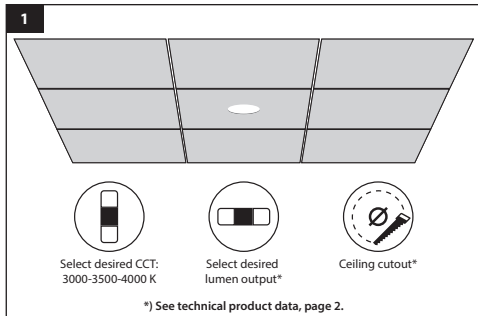 1
Select desired CCT:
3000-3500-4000 K
Select desired
lumen output*
Ceiling cutout*
*) See technical product data, page 2.